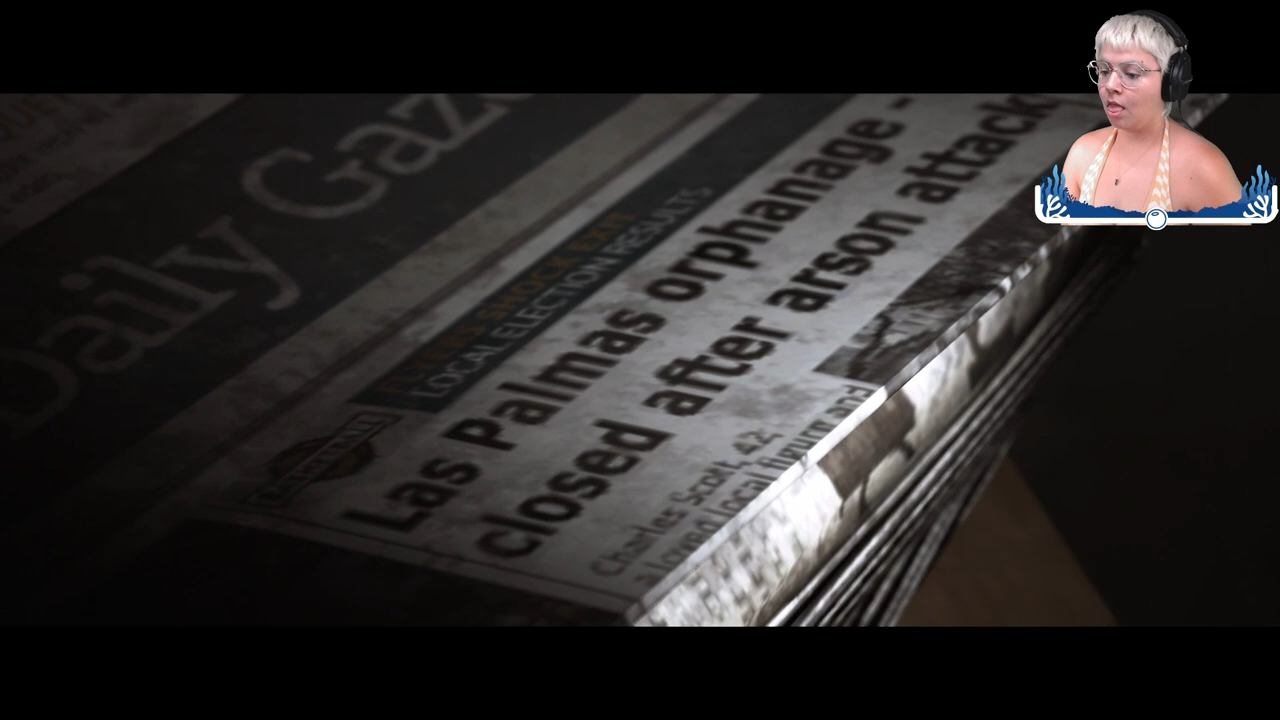 Daily Gaz
LOCAL ELECTION RESULTS
Las Palmas orphanage -
closed after arson attack
Charles Scott, 42,
a loved local figure and